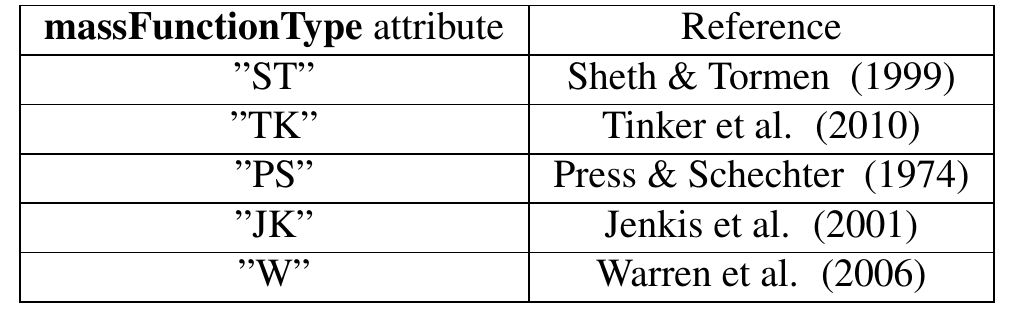 massFunctionType attribute Reference
”ST” Sheth & Tormen (1999)
”TK” Tinker et al. (2010)
”PS” Press & Schechter (1974)
”JK” Jenkis et al. (2001)
”W” Warren et al. (2006)